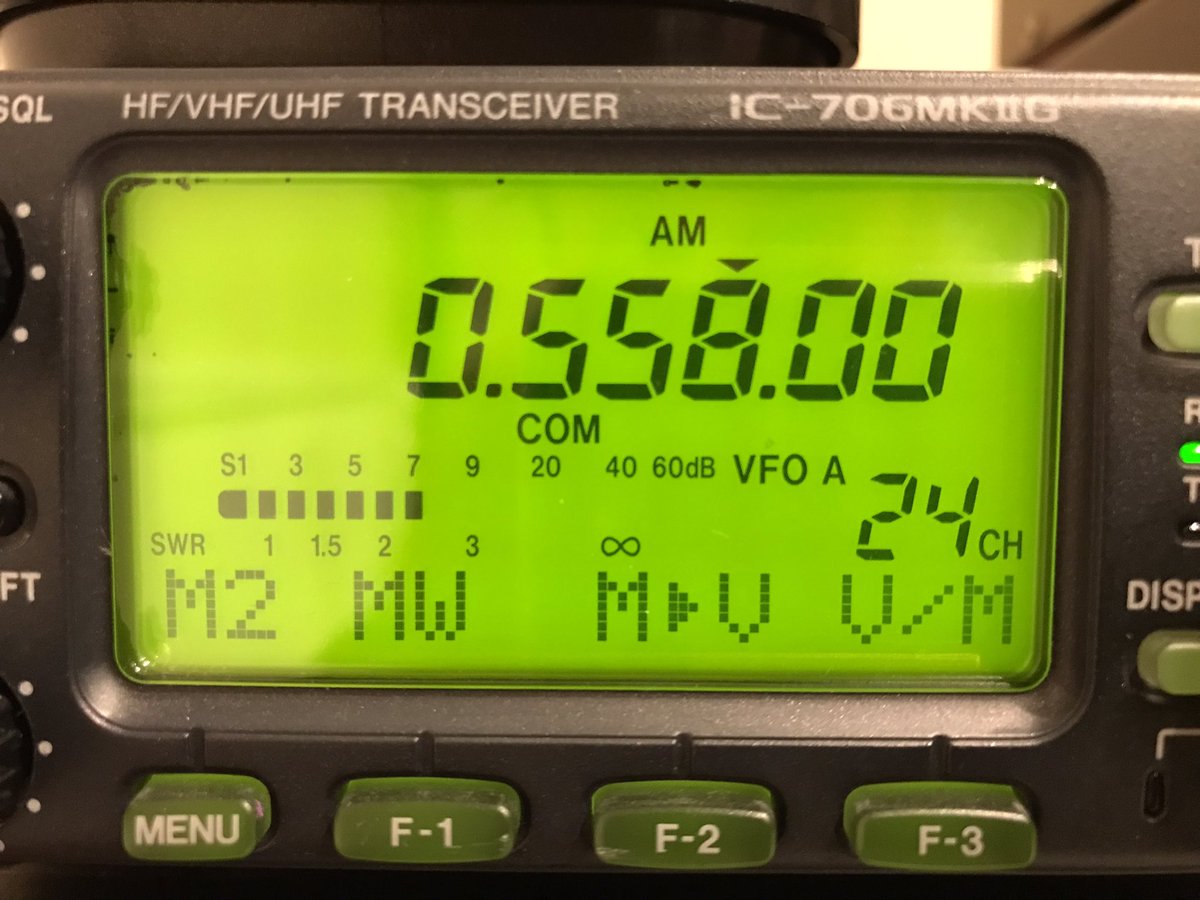 SQL HF/VHF/UHF TRANSCEIVER IC-706MKIIG
AM
0.558.00
COM
S1 3 5 7 9 20 40 60dB VFO A
24 CH
SWR 1 1.5 2 3 ∞
M2 MW M▶V V/M
FT
DISP
MENU F-1 F-2 F-3